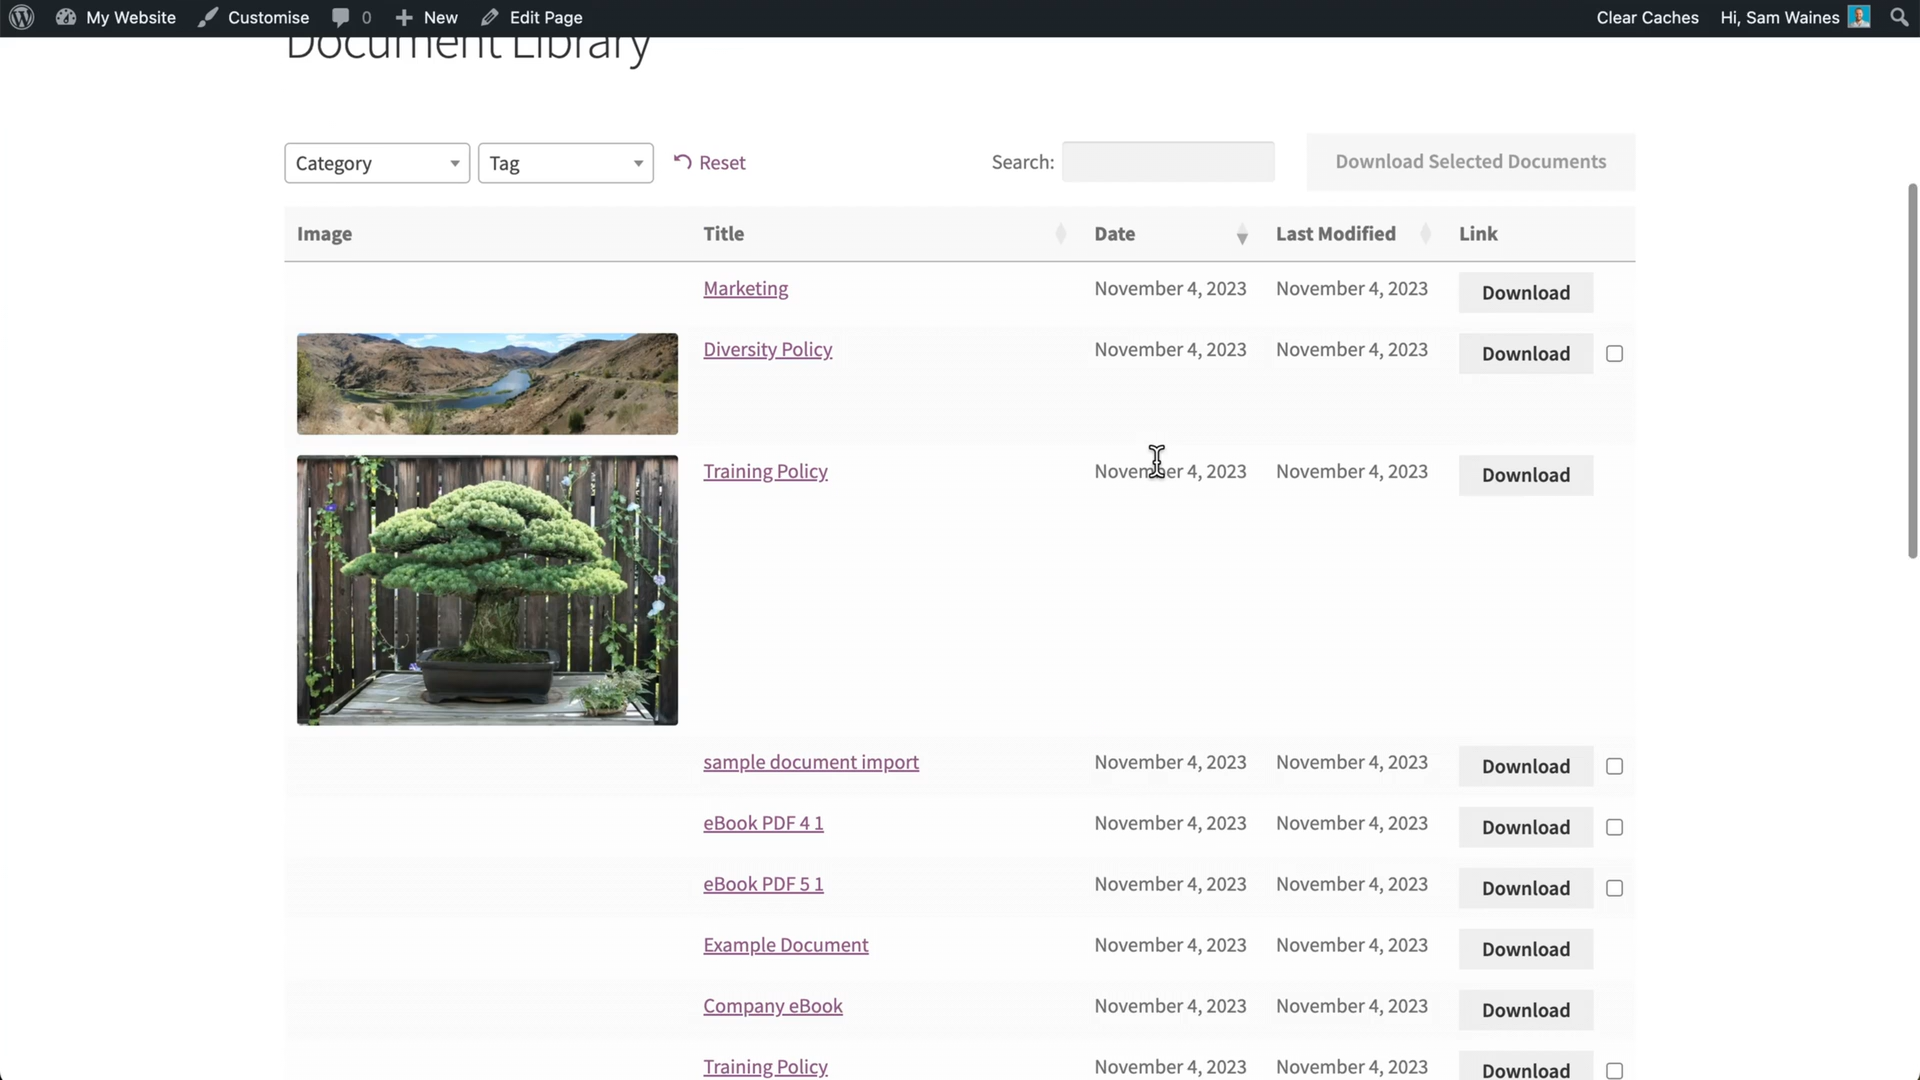 My Website Customise 0 New Edit Page Clear Caches Hi, Sam Waines
Document Library
Category Tag Reset Search: Download Selected Documents
Image Title Date Last Modified Link
Marketing November 4, 2023 November 4, 2023 Download
Diversity Policy November 4, 2023 November 4, 2023 Download
Training Policy November 4, 2023 November 4, 2023 Download
sample document import November 4, 2023 November 4, 2023 Download
eBook PDF 4 1 November 4, 2023 November 4, 2023 Download
eBook PDF 5 1 November 4, 2023 November 4, 2023 Download
Example Document November 4, 2023 November 4, 2023 Download
Company eBook November 4, 2023 November 4, 2023 Download
Training Policy November 4, 2023 November 4, 2023 Download